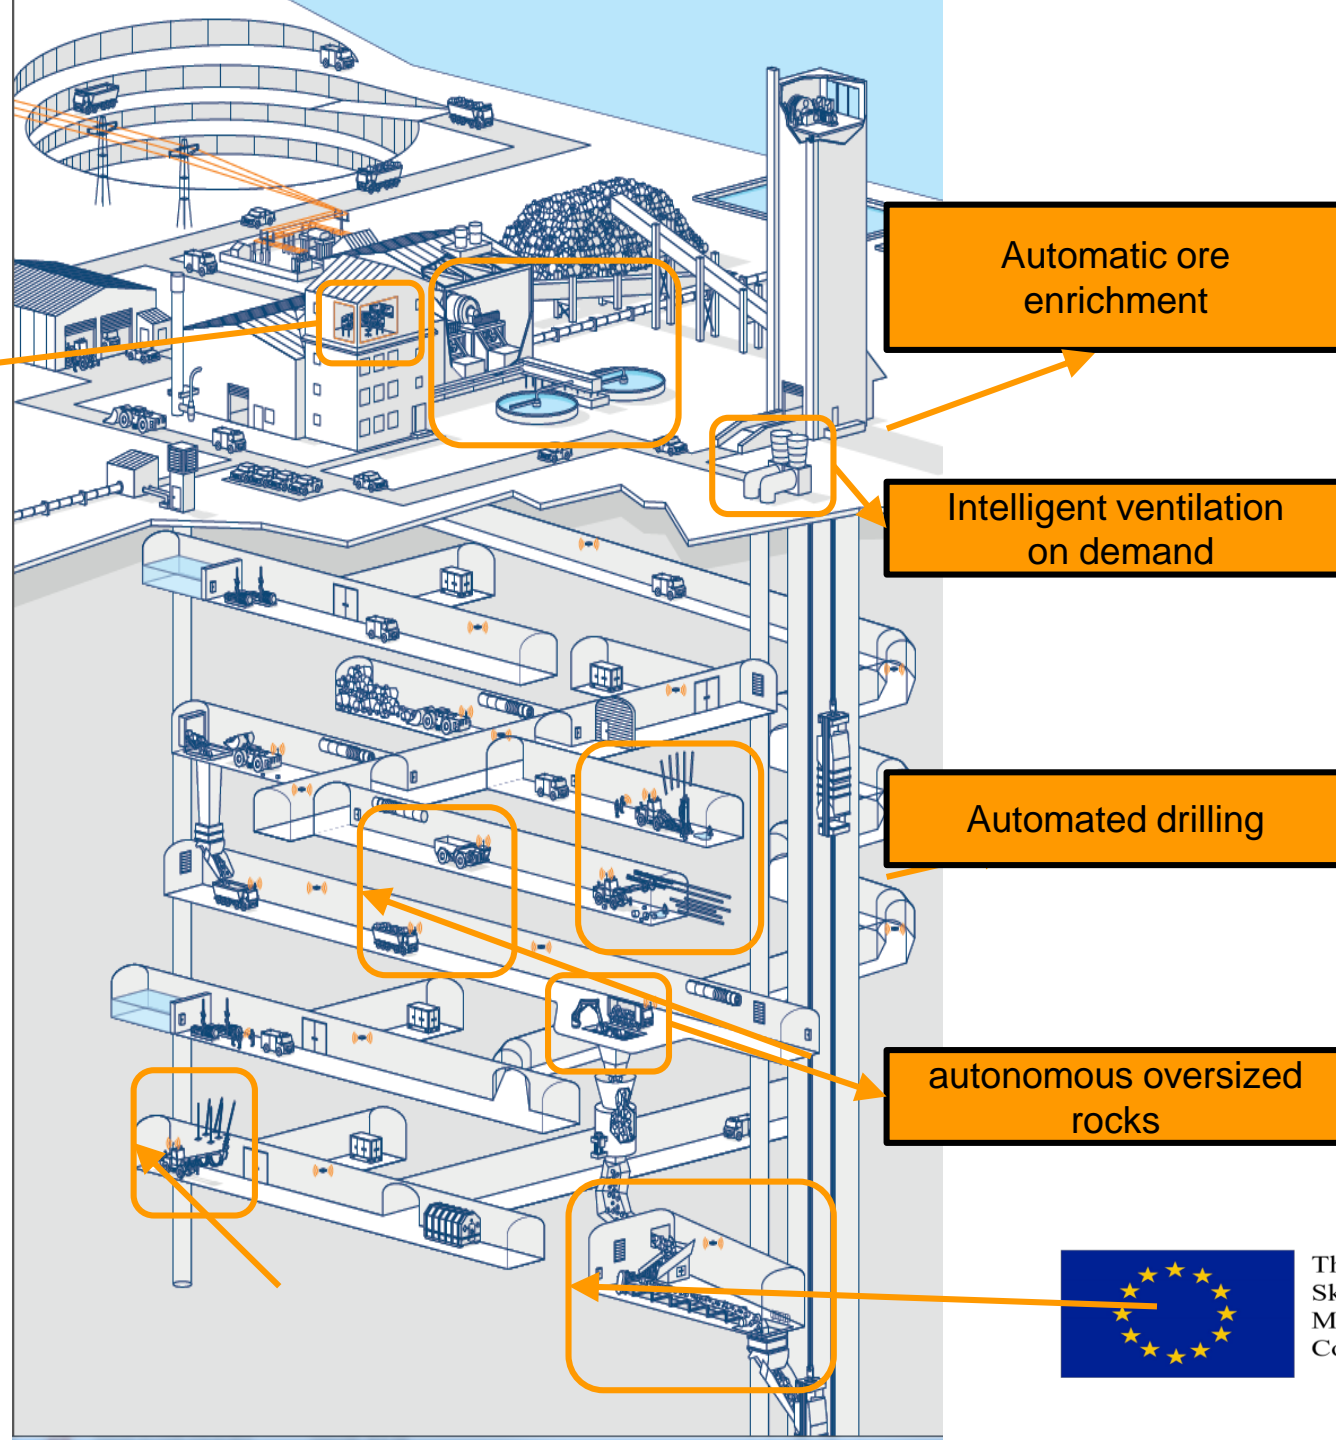 Automatic ore
enrichment
Intelligent ventilation
on demand
Automated drilling
autonomous oversized
rocks